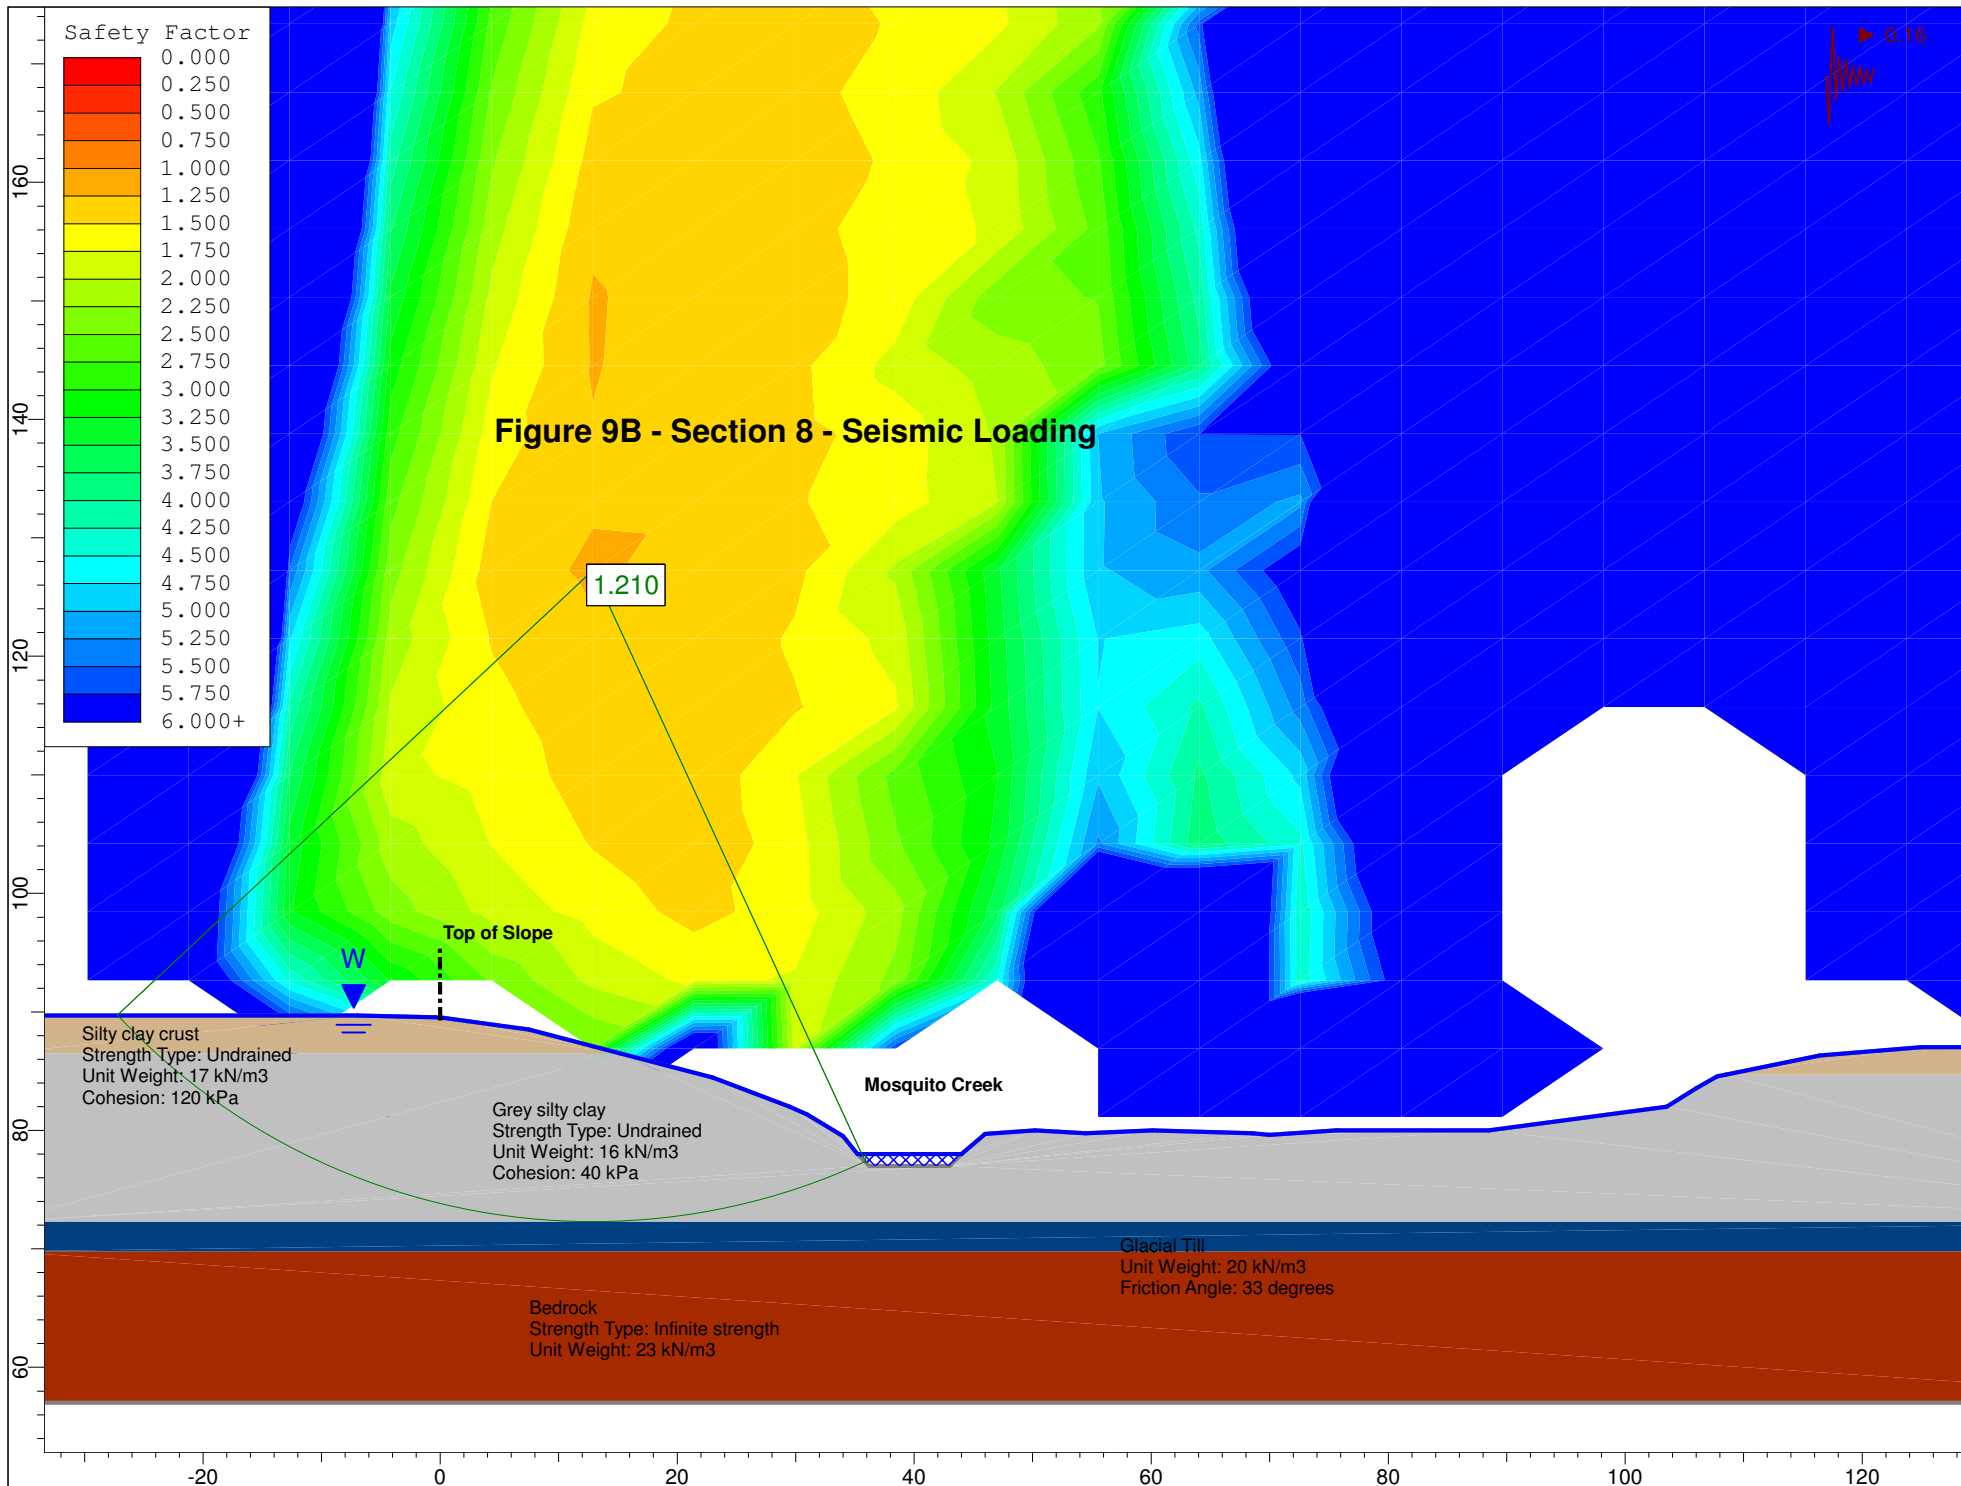 Safety Factor
0.000
0.250
0.500
0.750
1.000
1.250
1.500
1.750
2.000
2.250
2.500
2.750
3.000
3.250
3.500
3.750
4.000
4.250
4.500
4.750
5.000
5.250
5.500
5.750
6.000+
0.16
Figure 9B - Section 8 - Seismic Loading
1.210
Top of Slope
W
Silty clay crust
Strength Type: Undrained
Unit Weight: 17 kN/m3
Cohesion: 120 kPa
Mosquito Creek
Grey silty clay
Strength Type: Undrained
Unit Weight: 16 kN/m3
Cohesion: 40 kPa
Glacial Till
Unit Weight: 20 kN/m3
Friction Angle: 33 degrees
Bedrock
Strength Type: Infinite strength
Unit Weight: 23 kN/m3
160
140
120
100
80
60
-20 0 20 40 60 80 100 120